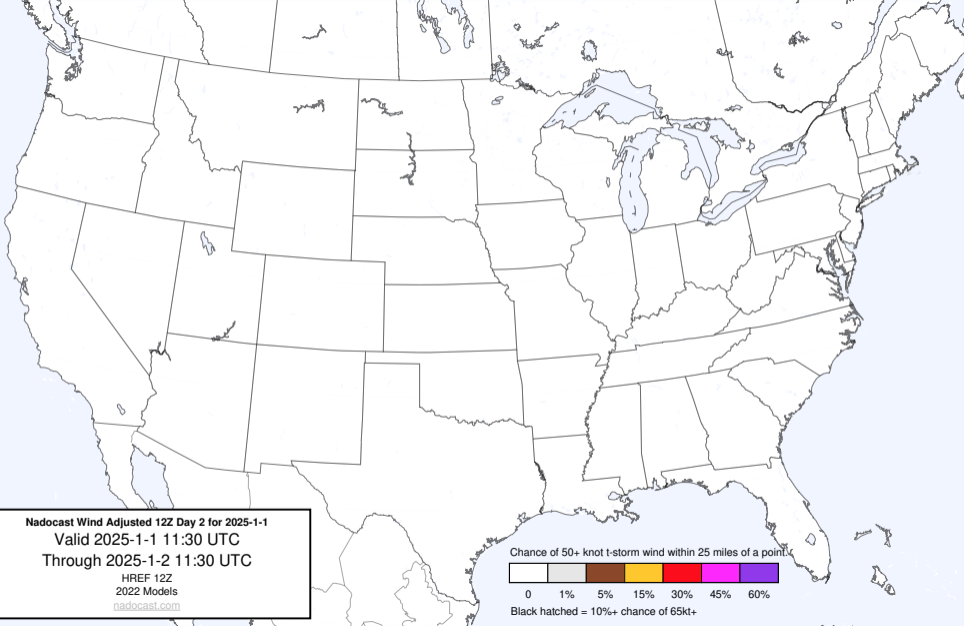 Nadocast Wind Adjusted 12Z Day 2 for 2025-1-1
Valid 2025-1-1 11:30 UTC
Through 2025-1-2 11:30 UTC
HREF 12Z
2022 Models
nadocast.com
Chance of 50+ knot t-storm wind within 25 miles of a point.
0 1% 5% 15% 30% 45% 60%
Black hatched = 10%+ chance of 65kt+